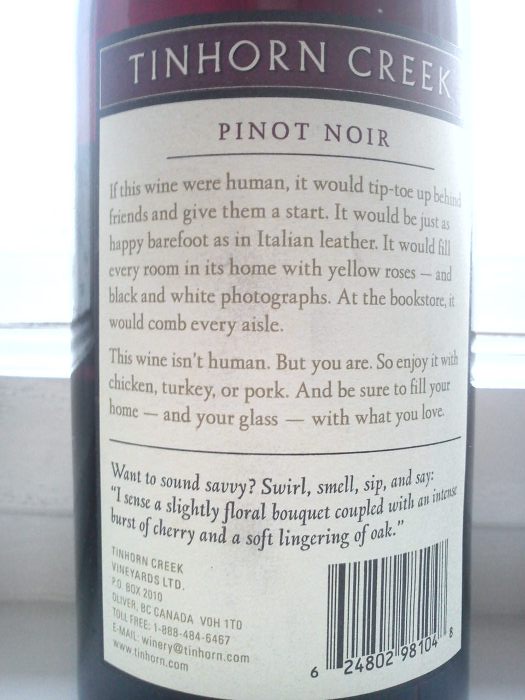 TINHORN CREEK
PINOT NOIR
If this wine were human, it would tip-toe up behind
friends and give them a start. It would be just as
happy barefoot as in Italian leather. It would fill
every room in its home with yellow roses — and
black and white photographs. At the bookstore, it
would comb every aisle.
This wine isn't human. But you are. So enjoy it with
chicken, turkey, or pork. And be sure to fill your
home — and your glass — with what you love.
Want to sound savvy? Swirl, smell, sip, and say:
"I sense a slightly floral bouquet coupled with an intense
burst of cherry and a soft lingering of oak."
TINHORN CREEK
VINEYARDS LTD.
P.O. BOX 2010
OLIVER, BC CANADA V0H 1T0
TOLL FREE: 1-888-484-6467
E-MAIL: winery@tinhorn.com
www.tinhorn.com
6 24802 98104 8